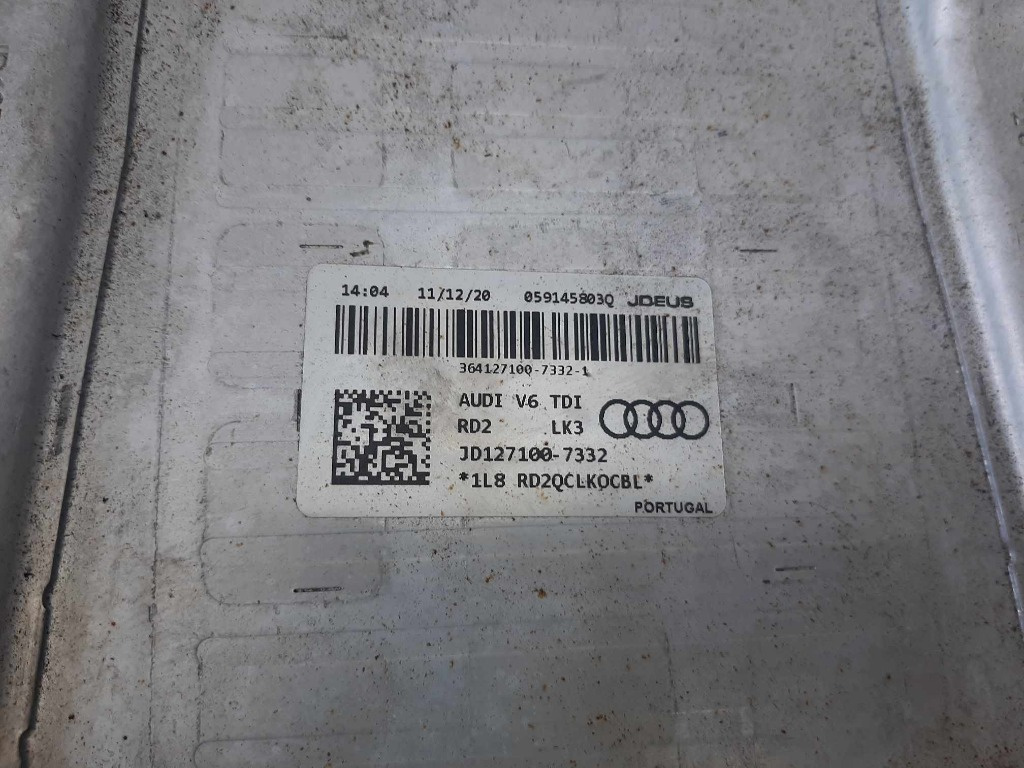 14:04 11/12/20 059145803Q JDEUS
364127100-7332-1
AUDI V6 TDI
RD2 LK3
JD127100-7332
*1L8 RD2QCLKOCBL*
PORTUGAL